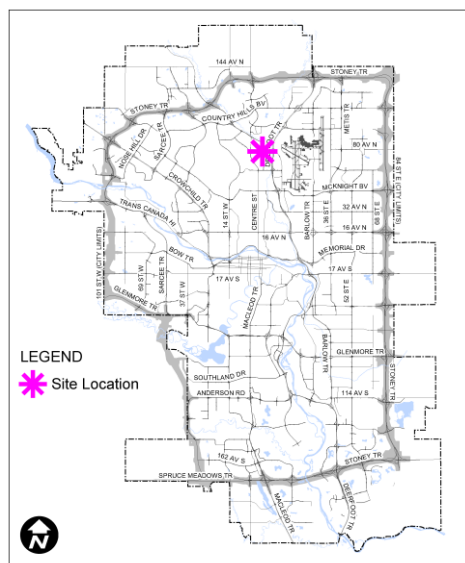 144 AV N
STONEY TR
STONEY TR
COUNTRY HILLS BV
METIS TR
NOSE HILL DR
SARCEE TR
80 AV N
84 ST E (CITY LIMITS)
CROWCHILD TR
MCKNIGHT BV
TRANS CANADA HI
14 ST W
CENTRE ST
BARLOW TR
36 ST E
32 AV N
68 ST E
16 AV N
16 AV N
MEMORIAL DR
BOW TR
101 ST W (CITY LIMITS)
69 ST W
SARCEE TR
37 ST W
17 AV S
17 AV S
52 ST E
GLENMORE TR
MACLEOD TR
BARLOW TR
GLENMORE TR
LEGEND
Site Location
SOUTHLAND DR
STONEY TR
ANDERSON RD
114 AV S
162 AV S
STONEY TR
SPRUCE MEADOWS TR
MACLEOD TR
DEERFOOT TR
N